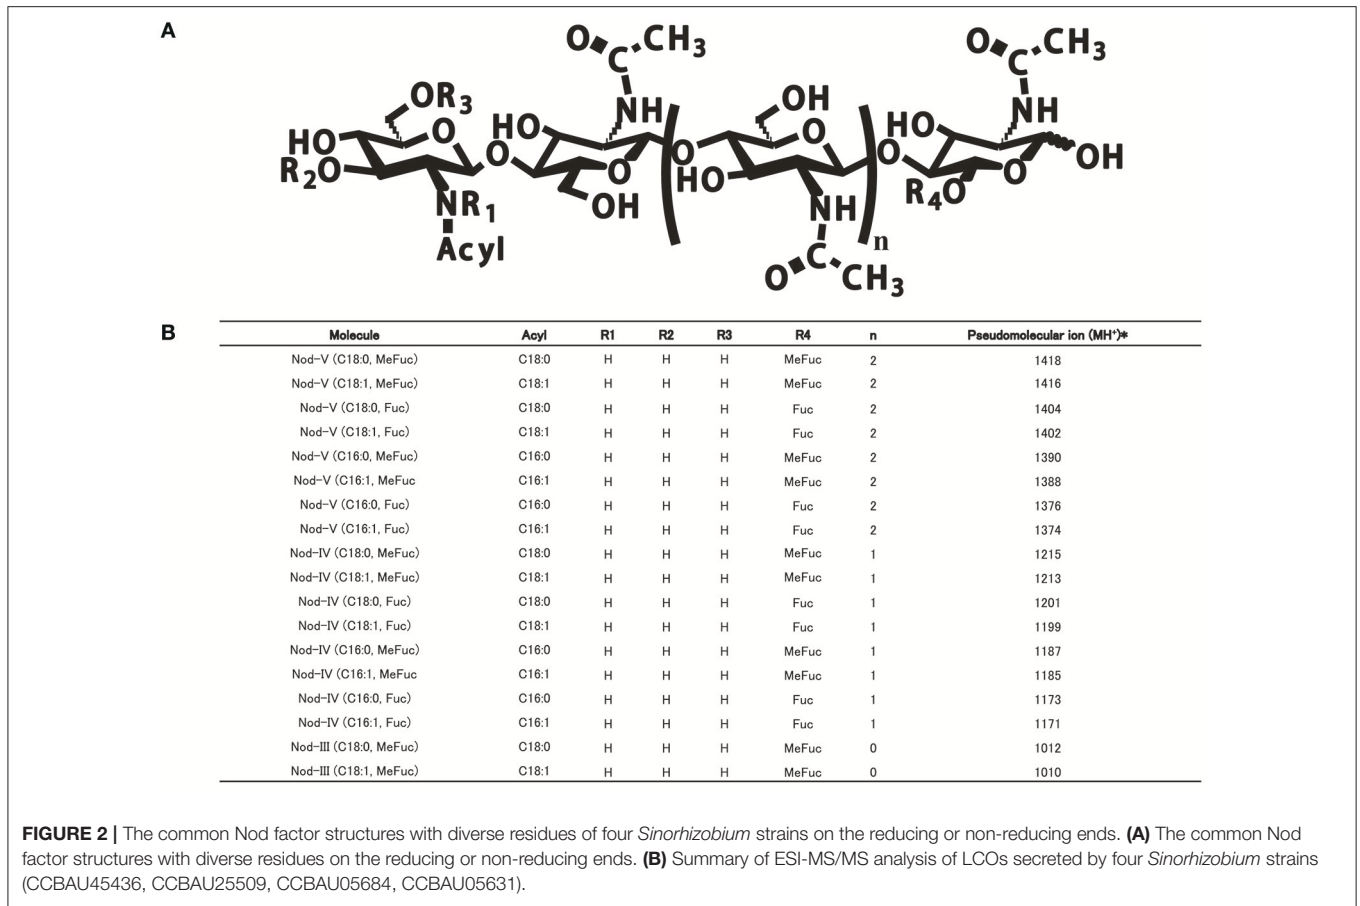 A
O C CH3
O C CH3
OR3
NH
OH
NH
HO
O
HO
O
HO
R2O
O
O
O
HO
O
OH
R4O
O
OH
NR1
OH
NH
n
Acyl
O C CH3
B
Molecule Acyl R1 R2 R3 R4 n Pseudomolecular ion (MH+)*
Nod-V (C18:0, MeFuc) C18:0 H H H MeFuc 2 1418
Nod-V (C18:1, MeFuc) C18:1 H H H MeFuc 2 1416
Nod-V (C18:0, Fuc) C18:0 H H H Fuc 2 1404
Nod-V (C18:1, Fuc) C18:1 H H H Fuc 2 1402
Nod-V (C16:0, MeFuc) C16:0 H H H MeFuc 2 1390
Nod-V (C16:1, MeFuc C16:1 H H H MeFuc 2 1388
Nod-V (C16:0, Fuc) C16:0 H H H Fuc 2 1376
Nod-V (C16:1, Fuc) C16:1 H H H Fuc 2 1374
Nod-IV (C18:0, MeFuc) C18:0 H H H MeFuc 1 1215
Nod-IV (C18:1, MeFuc) C18:1 H H H MeFuc 1 1213
Nod-IV (C18:0, Fuc) C18:0 H H H Fuc 1 1201
Nod-IV (C18:1, Fuc) C18:1 H H H Fuc 1 1199
Nod-IV (C16:0, MeFuc) C16:0 H H H MeFuc 1 1187
Nod-IV (C16:1, MeFuc C16:1 H H H MeFuc 1 1185
Nod-IV (C16:0, Fuc) C16:0 H H H Fuc 1 1173
Nod-IV (C16:1, Fuc) C16:1 H H H Fuc 1 1171
Nod-III (C18:0, MeFuc) C18:0 H H H MeFuc 0 1012
Nod-III (C18:1, MeFuc) C18:1 H H H MeFuc 0 1010
FIGURE 2 | The common Nod factor structures with diverse residues of four Sinorhizobium strains on the reducing or non-reducing ends. (A) The common Nod
factor structures with diverse residues on the reducing or non-reducing ends. (B) Summary of ESI-MS/MS analysis of LCOs secreted by four Sinorhizobium strains
(CCBAU45436, CCBAU25509, CCBAU05684, CCBAU05631).